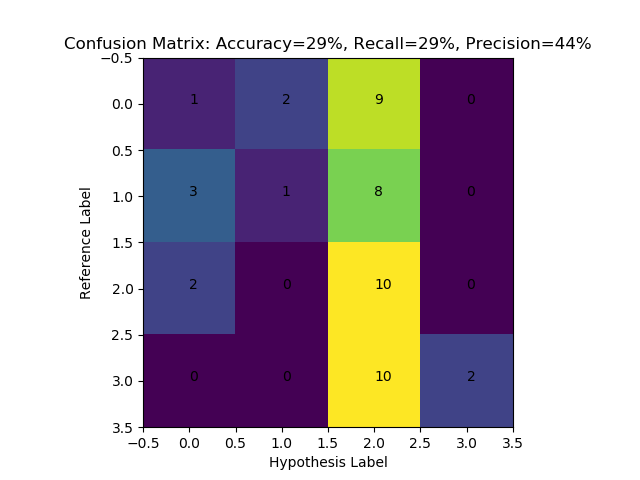 Confusion Matrix: Accuracy=29%, Recall=29%, Precision=44%
−0.5
0.0
0.5
1.0
1.5
2.0
2.5
3.0
3.5
Reference Label
1 2 9 0
3 1 8 0
2 0 10 0
0 0 10 2
−0.5 0.0 0.5 1.0 1.5 2.0 2.5 3.0 3.5
Hypothesis Label